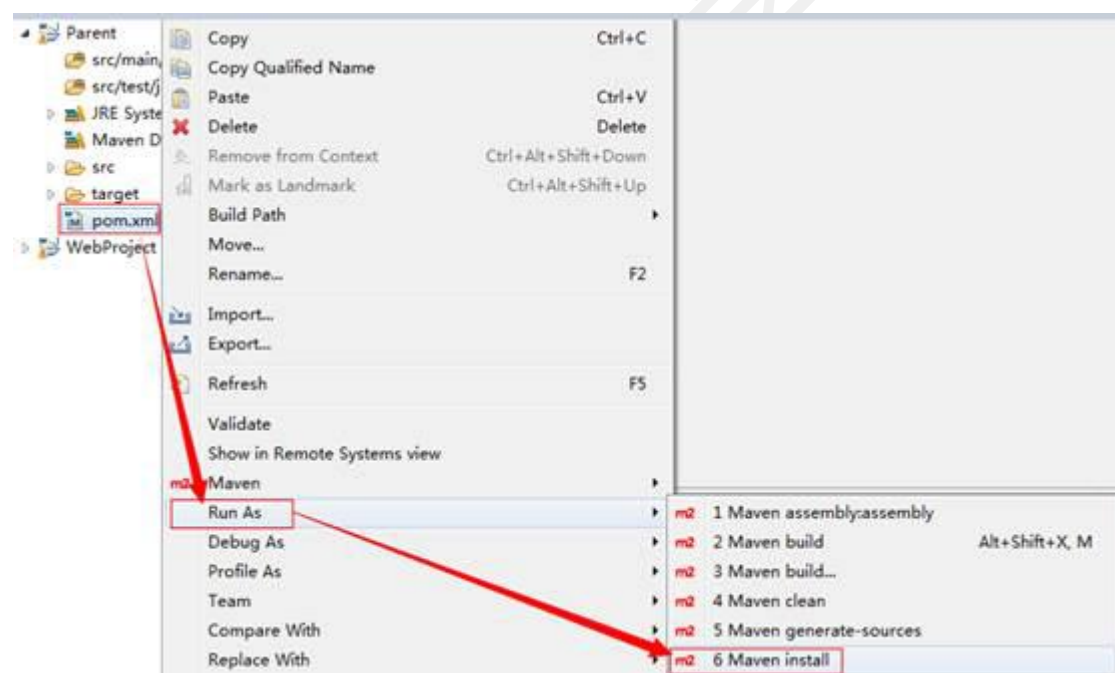 Parent
src/main,
src/test/j
JRE Syste
Maven D
src
target
pom.xml
WebProject
Copy Ctrl+C
Copy Qualified Name
Paste Ctrl+V
Delete Delete
Remove from Context Ctrl+Alt+Shift+Down
Mark as Landmark Ctrl+Alt+Shift+Up
Build Path
Move...
Rename... F2
Import...
Export...
Refresh F5
Validate
Show in Remote Systems view
m2 Maven
Run As
Debug As
Profile As
Team
Compare With
Replace With
m2 1 Maven assembly:assembly
m2 2 Maven build Alt+Shift+X, M
m2 3 Maven build...
m2 4 Maven clean
m2 5 Maven generate-sources
m2 6 Maven install